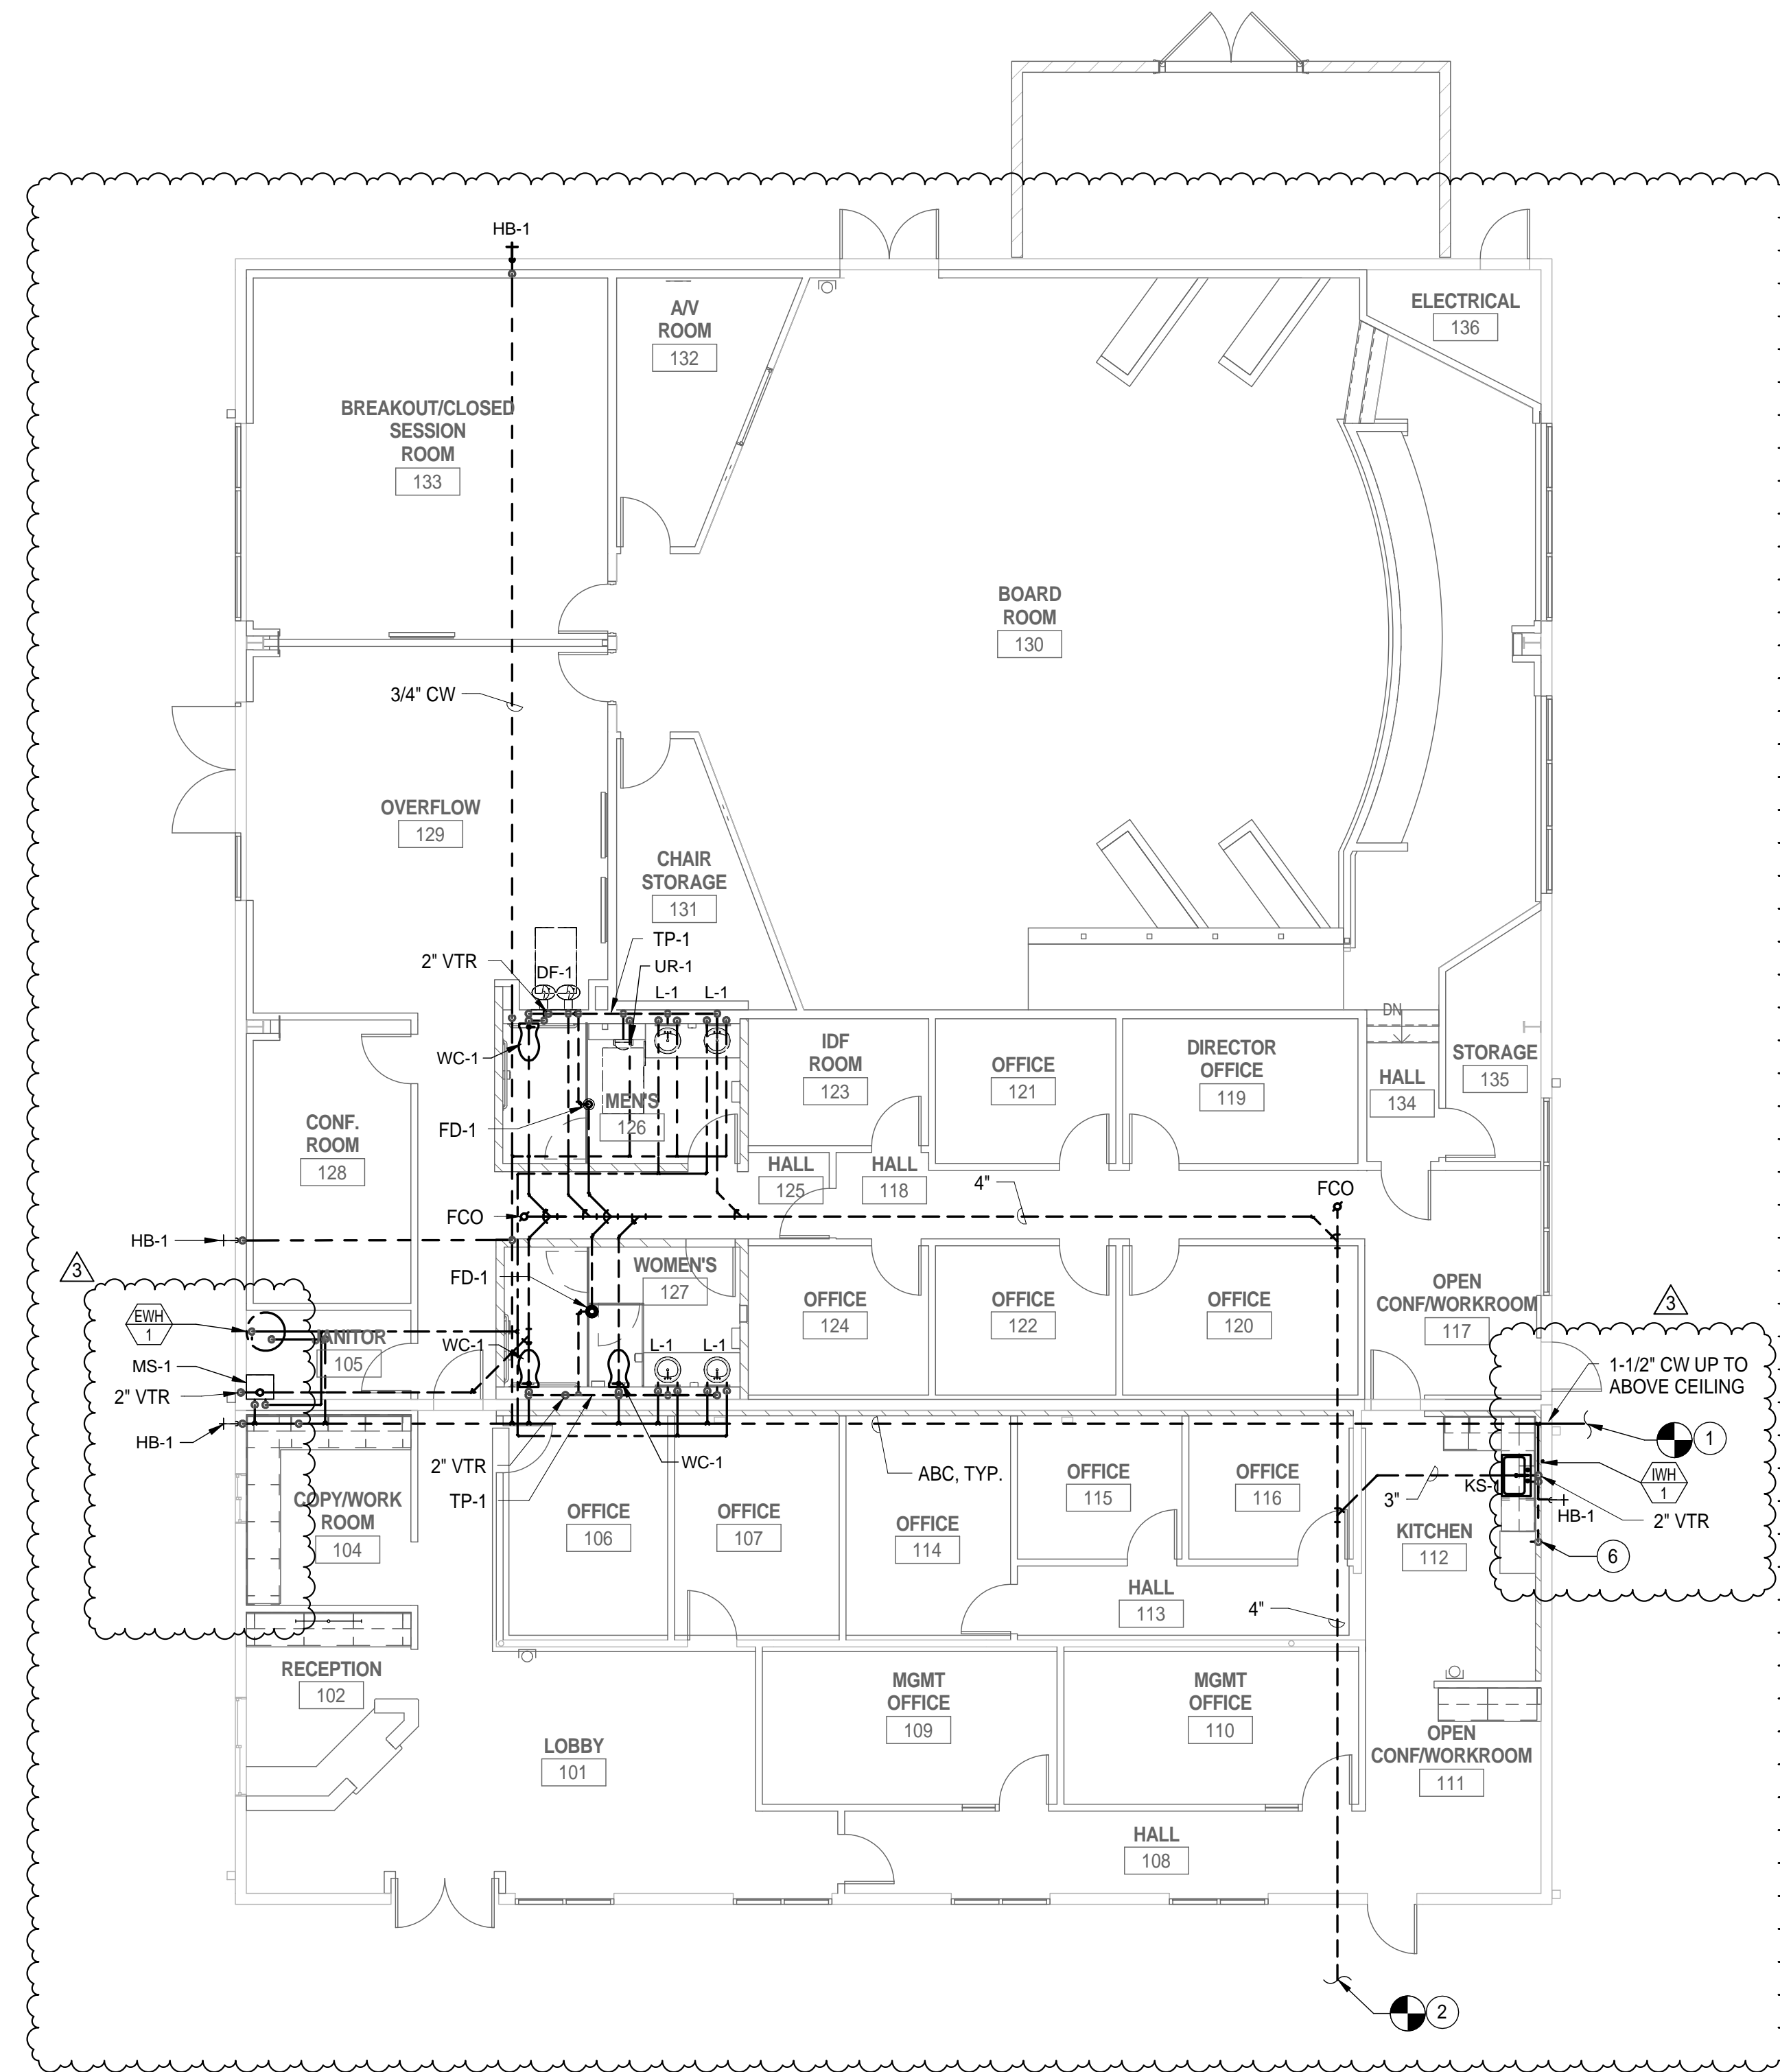 HB-1
A/V
ROOM
132
ELECTRICAL
136
BREAKOUT/CLOSED
SESSION
ROOM
133
BOARD
ROOM
130
3/4" CW
OVERFLOW
129
CHAIR
STORAGE
131
TP-1
2" VTR
DF-1
UR-1
L-1
L-1
WC-1
MEN'S
126
FD-1
IDF
ROOM
123
OFFICE
121
DIRECTOR
OFFICE
119
DN
HALL
134
STORAGE
135
CONF.
ROOM
128
HALL
125
HALL
118
4"
FCO
FCO
HB-1
3
FD-1
WOMEN'S
127
OFFICE
124
OFFICE
122
OFFICE
120
OPEN
CONF/WORKROOM
117
3
EWH
1
JANITOR
105
MS-1
2" VTR
WC-1
L-1
L-1
1-1/2" CW UP TO
ABOVE CEILING
HB-1
1
2" VTR
WC-1
TP-1
ABC, TYP.
COPY/WORK
ROOM
104
OFFICE
106
OFFICE
107
OFFICE
114
OFFICE
115
OFFICE
116
3"
KS-
IWH
1
HB-1
2" VTR
KITCHEN
112
6
HALL
113
4"
RECEPTION
102
MGMT
OFFICE
109
MGMT
OFFICE
110
LOBBY
101
OPEN
CONF/WORKROOM
111
HALL
108
2